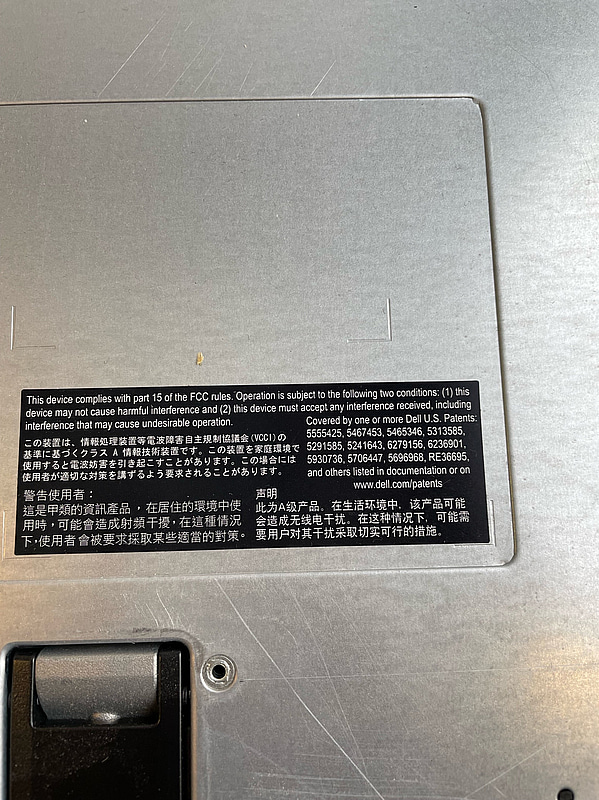 This device complies with part 15 of the FCC rules. Operation is subject to the following two conditions: (1) this
device may not cause harmful interference and (2) this device must accept any interference received, including
interference that may cause undesirable operation.
この装置は、情報処理装置等電波障害自主規制協議会(VCCI)の
基準に基づくクラス A 情報技術装置です。この装置を家庭環境で
使用すると電波妨害を引き起こすことがあります。この場合には
使用者が適切な対策を講ずるよう要求されることがあります。
Covered by one or more Dell U.S. Patents:
5555425, 5467453, 5465346, 5313585,
5291585, 5241643, 6279156, 6236901,
5930736, 5706447, 5696968, RE36695,
and others listed in documentation or on
www.dell.com/patents
警告使用者：
這是甲類的資訊產品，在居住的環境中使
用時，可能會造成射頻干擾，在這種情況
下，使用者會被要求採取某些適當的對策。
声明
此为A级产品。在生活环境中，该产品可能
会造成无线电干扰。在这种情况下，可能需
要用户对其干扰采取切实可行的措施。